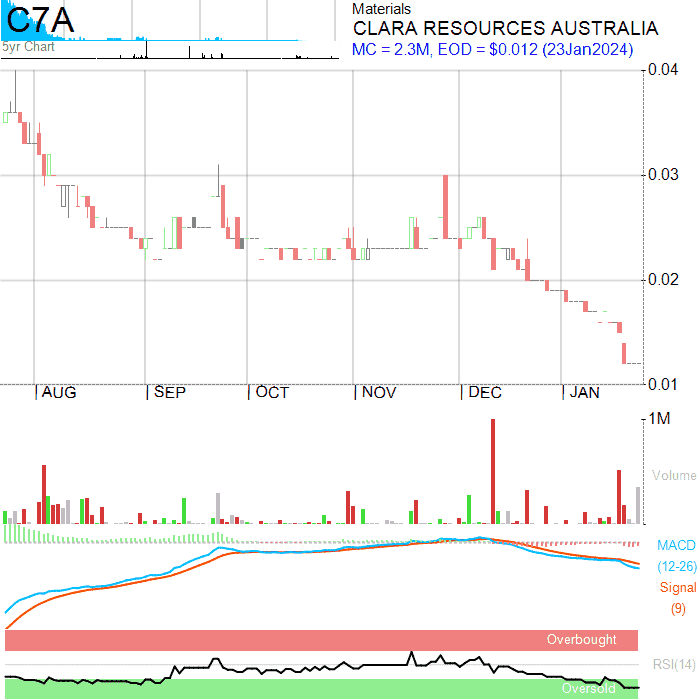 C7A
5yr Chart
Materials
CLARA RESOURCES AUSTRALIA
MC = 2.3M, EOD = $0.012 (23Jan2024)
0.04
0.03
0.02
0.01
AUG SEP OCT NOV DEC JAN
1M
Volume
MACD
(12-26)
Signal
(9)
Overbought
RSI(14)
Oversold